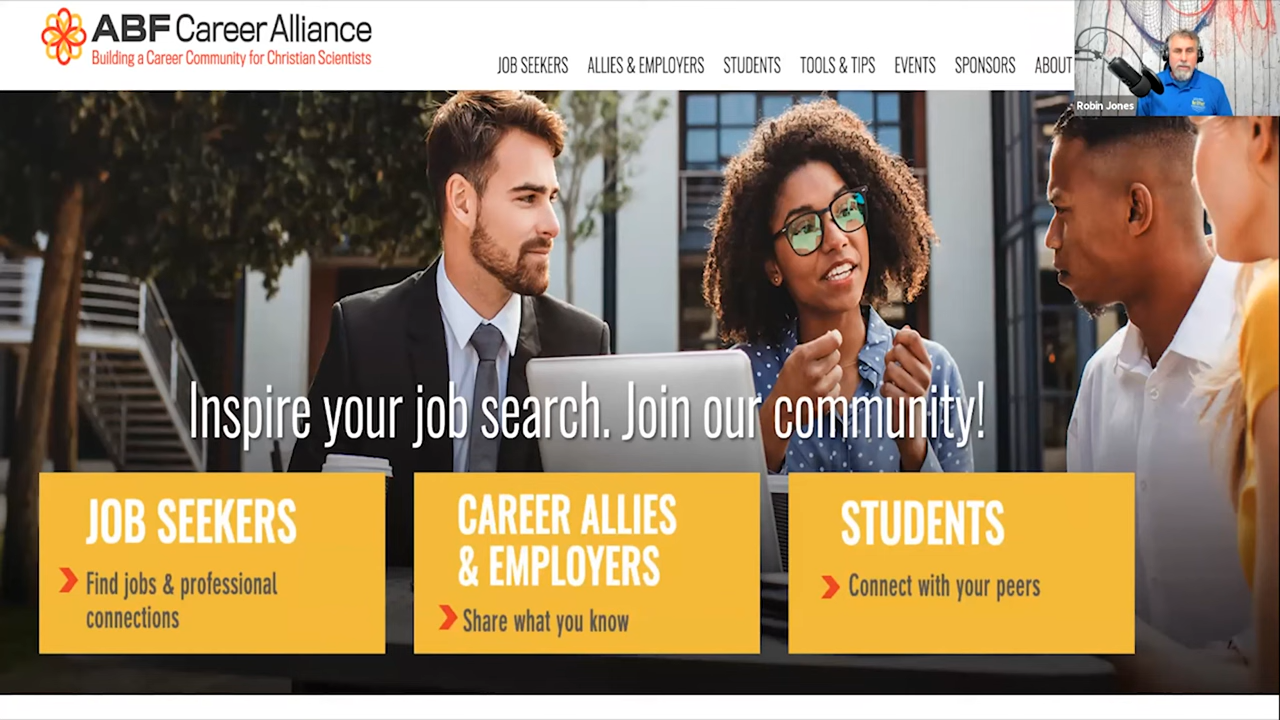 ABF Career Alliance
Building a Career Community for Christian Scientists
JOB SEEKERS ALLIES & EMPLOYERS STUDENTS TOOLS & TIPS EVENTS SPONSORS ABOUT
Robin Jones
Inspire your job search. Join our community!
JOB SEEKERS
Find jobs & professional
connections
CAREER ALLIES
& EMPLOYERS
Share what you know
STUDENTS
Connect with your peers